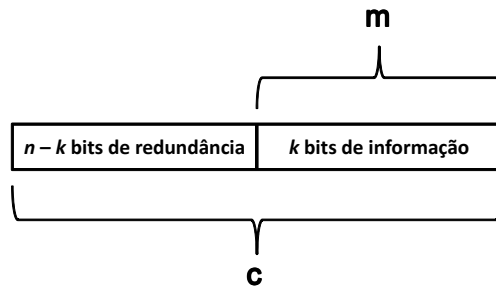 m
n – k bits de redundância
k bits de informação
c